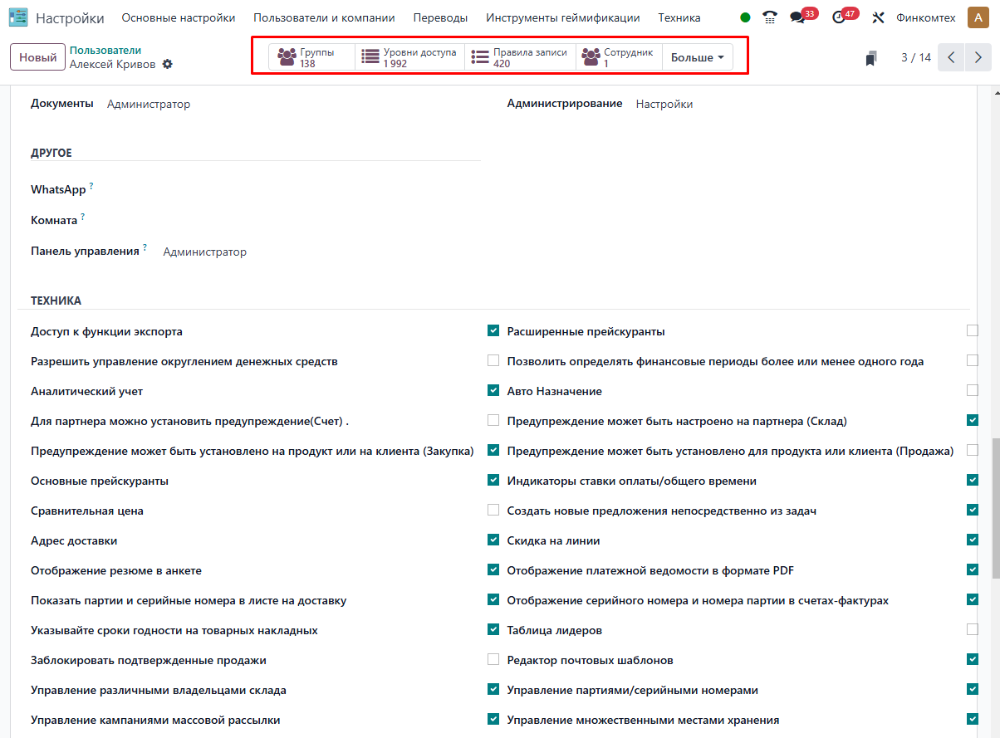 Настройки Основные настройки Пользователи и компании Переводы Инструменты геймификации Техника 33 47 Финкомтех A
Новый Пользователи Группы Уровни доступа Правила записи Сотрудник Больше 3 / 14
Алексей Кривов 138 1 992 420 1
Документы Администратор Администрирование Настройки
ДРУГОЕ
WhatsApp ?
Комната ?
Панель управления ? Администратор
ТЕХНИКА
Доступ к функции экспорта Расширенные прейскуранты
Разрешить управление округлением денежных средств Позволить определять финансовые периоды более или менее одного года
Аналитический учет Авто Назначение
Для партнера можно установить предупреждение(Счет) . Предупреждение может быть настроено на партнера (Склад)
Предупреждение может быть установлено на продукт или на клиента (Закупка) Предупреждение может быть установлено для продукта или клиента (Продажа)
Основные прейскуранты Индикаторы ставки оплаты/общего времени
Сравнительная цена Создать новые предложения непосредственно из задач
Адрес доставки Скидка на линии
Отображение резюме в анкете Отображение платежной ведомости в формате PDF
Показать партии и серийные номера в листе на доставку Отображение серийного номера и номера партии в счетах-фактурах
Указывайте сроки годности на товарных накладных Таблица лидеров
Заблокировать подтвержденные продажи Редактор почтовых шаблонов
Управление различными владельцами склада Управление партиями/серийными номерами
Управление кампаниями массовой рассылки Управление множественными местами хранения